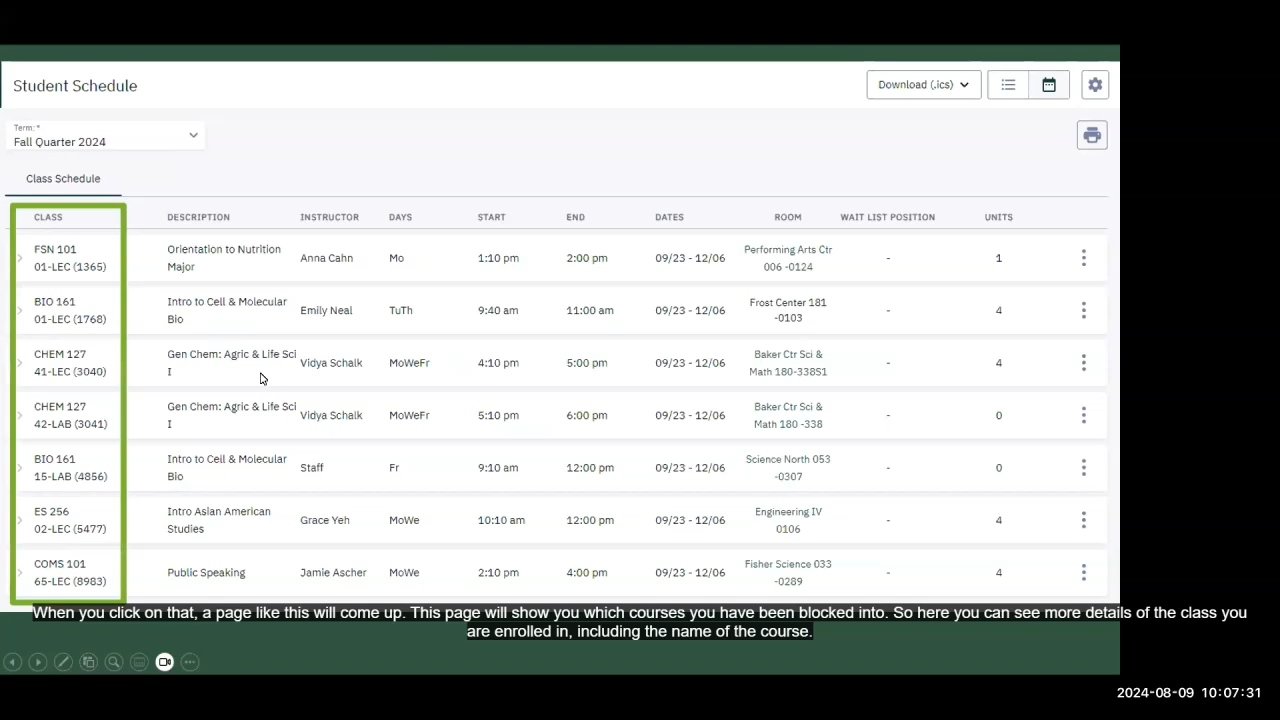 Student Schedule
Download (.ics)
Term: *
Fall Quarter 2024
Class Schedule
CLASS DESCRIPTION INSTRUCTOR DAYS START END DATES ROOM WAIT LIST POSITION UNITS
FSN 101 Orientation to Nutrition Performing Arts Ctr
01-LEC (1365) Major Anna Cahn Mo 1:10 pm 2:00 pm 09/23 - 12/06 006 -0124 - 1
BIO 161 Intro to Cell & Molecular Frost Center 181
01-LEC (1768) Bio Emily Neal TuTh 9:40 am 11:00 am 09/23 - 12/06 -0103 - 4
CHEM 127 Gen Chem: Agric & Life Sci Baker Ctr Sci &
41-LEC (3040) I Vidya Schalk MoWeFr 4:10 pm 5:00 pm 09/23 - 12/06 Math 180-338S1 - 4
CHEM 127 Gen Chem: Agric & Life Sci Baker Ctr Sci &
42-LAB (3041) I Vidya Schalk MoWeFr 5:10 pm 6:00 pm 09/23 - 12/06 Math 180 -338 - 0
BIO 161 Intro to Cell & Molecular Science North 053
15-LAB (4856) Bio Staff Fr 9:10 am 12:00 pm 09/23 - 12/06 -0307 - 0
ES 256 Intro Asian American Engineering IV
02-LEC (5477) Studies Grace Yeh MoWe 10:10 am 12:00 pm 09/23 - 12/06 0106 - 4
COMS 101 Fisher Science 033
65-LEC (8983) Public Speaking Jamie Ascher MoWe 2:10 pm 4:00 pm 09/23 - 12/06 -0289 - 4
When you click on that, a page like this will come up. This page will show you which courses you have been blocked into. So here you can see more details of the class you
are enrolled in, including the name of the course.
2024-08-09 10:07:31